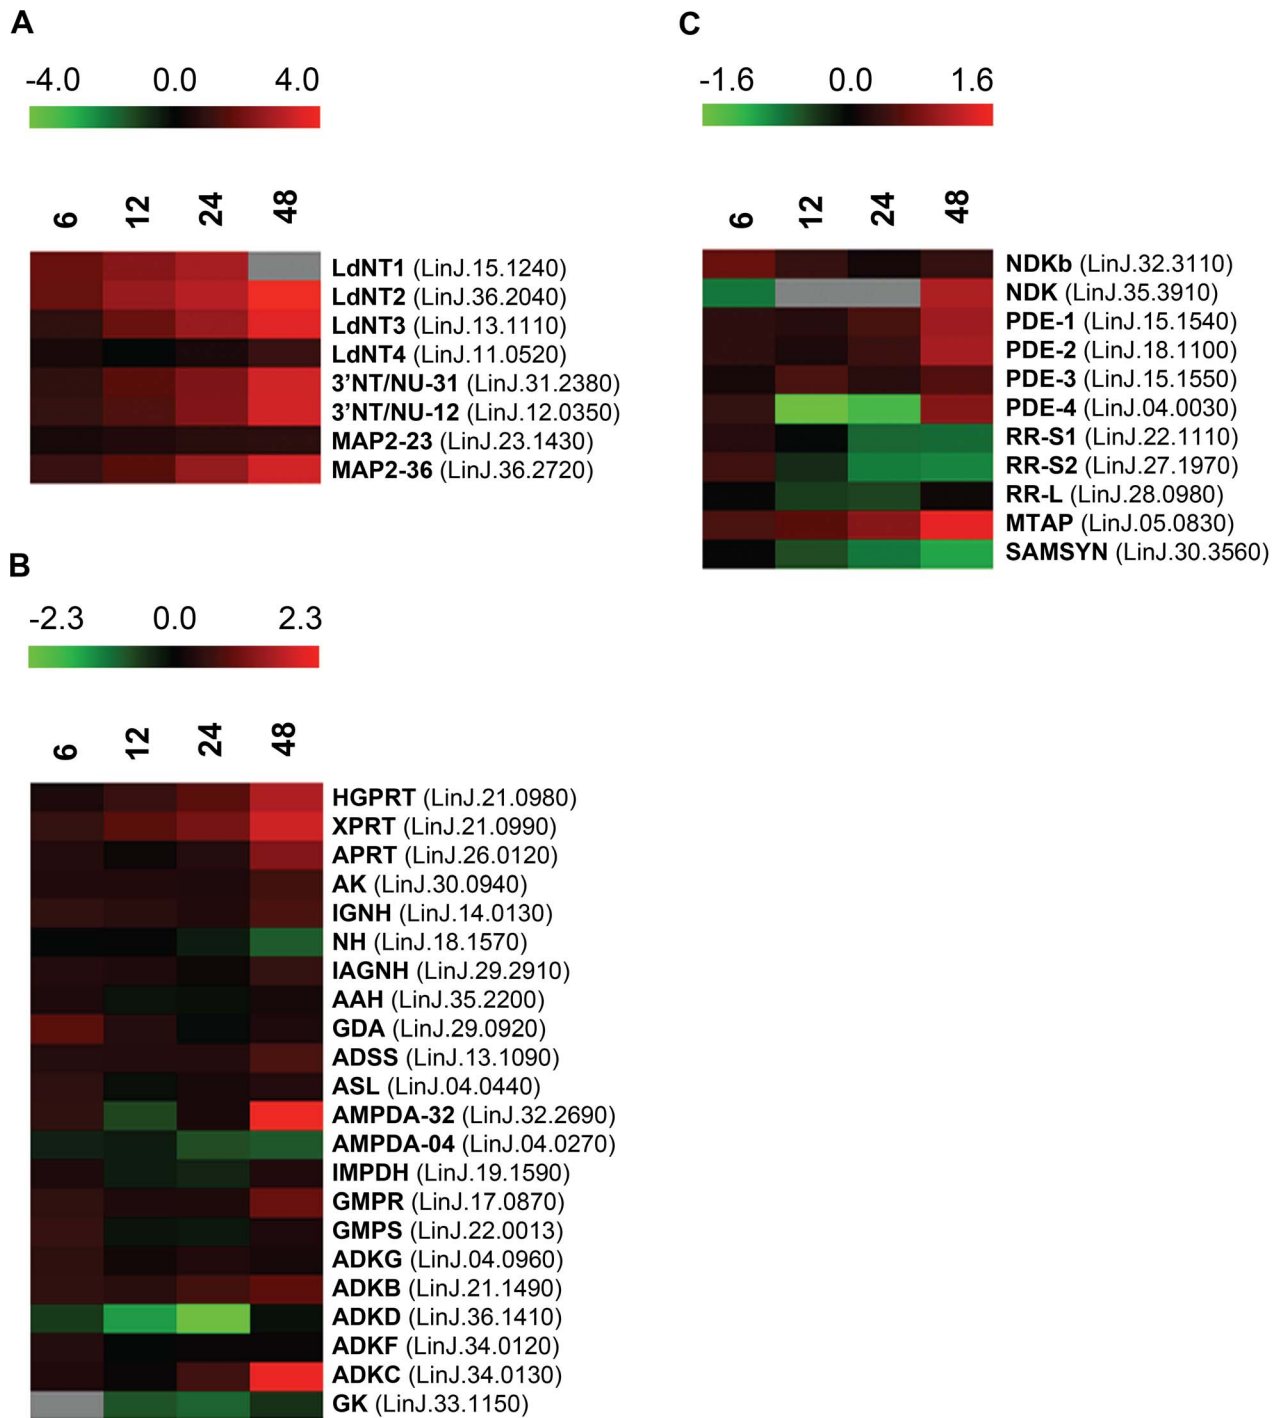 A
-4.0 0.0 4.0
6 12 24 48
LdNT1 (LinJ.15.1240)
LdNT2 (LinJ.36.2040)
LdNT3 (LinJ.13.1110)
LdNT4 (LinJ.11.0520)
3’NT/NU-31 (LinJ.31.2380)
3’NT/NU-12 (LinJ.12.0350)
MAP2-23 (LinJ.23.1430)
MAP2-36 (LinJ.36.2720)
B
-2.3 0.0 2.3
6 12 24 48
HGPRT (LinJ.21.0980)
XPRT (LinJ.21.0990)
APRT (LinJ.26.0120)
AK (LinJ.30.0940)
IGNH (LinJ.14.0130)
NH (LinJ.18.1570)
IAGNH (LinJ.29.2910)
AAH (LinJ.35.2200)
GDA (LinJ.29.0920)
ADSS (LinJ.13.1090)
ASL (LinJ.04.0440)
AMPDA-32 (LinJ.32.2690)
AMPDA-04 (LinJ.04.0270)
IMPDH (LinJ.19.1590)
GMPR (LinJ.17.0870)
GMPS (LinJ.22.0013)
ADKG (LinJ.04.0960)
ADKB (LinJ.21.1490)
ADKD (LinJ.36.1410)
ADKF (LinJ.34.0120)
ADKC (LinJ.34.0130)
GK (LinJ.33.1150)
C
-1.6 0.0 1.6
6 12 24 48
NDKb (LinJ.32.3110)
NDK (LinJ.35.3910)
PDE-1 (LinJ.15.1540)
PDE-2 (LinJ.18.1100)
PDE-3 (LinJ.15.1550)
PDE-4 (LinJ.04.0030)
RR-S1 (LinJ.22.1110)
RR-S2 (LinJ.27.1970)
RR-L (LinJ.28.0980)
MTAP (LinJ.05.0830)
SAMSYN (LinJ.30.3560)